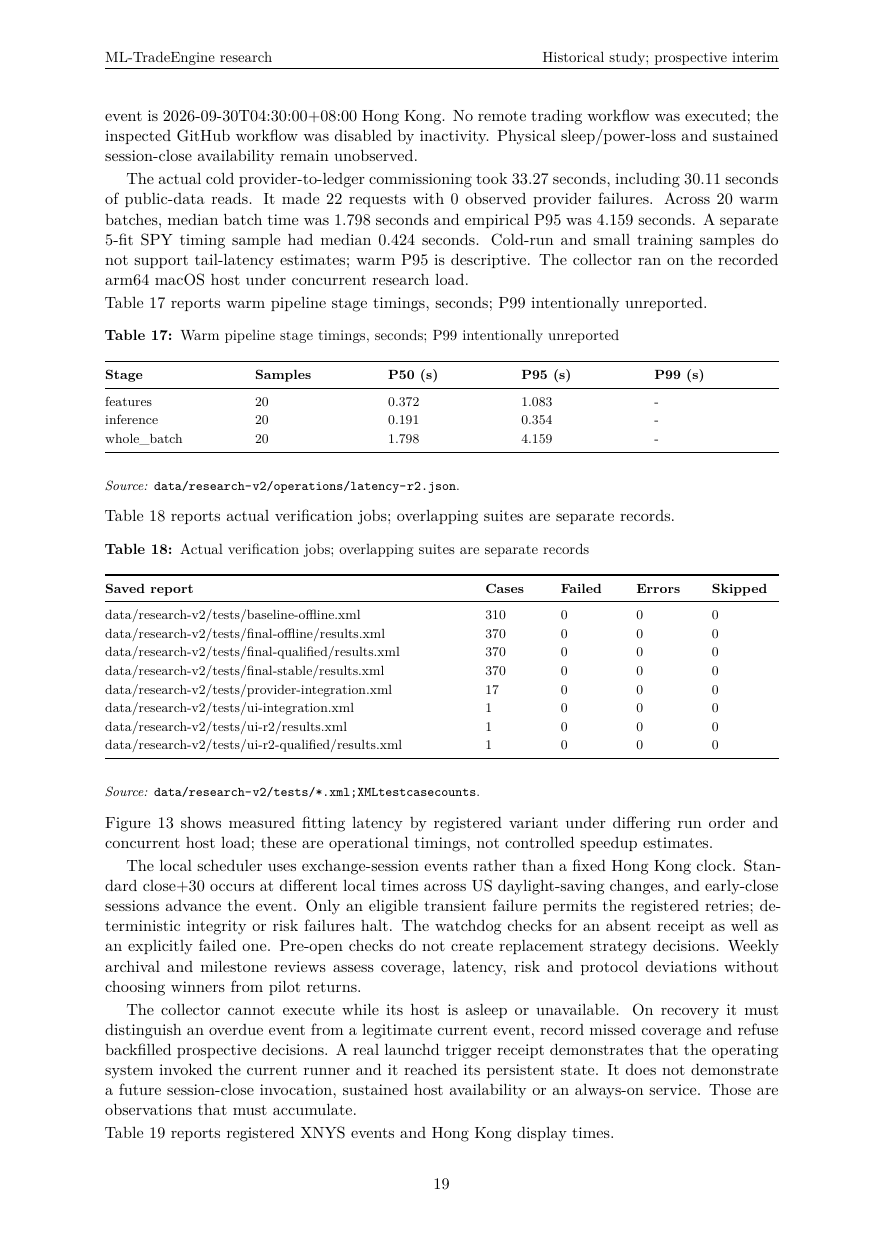 ML-TradeEngine research Historical study; prospective interim
event is 2026-09-30T04:30:00+08:00 Hong Kong. No remote trading workflow was executed; the
inspected GitHub workflow was disabled by inactivity. Physical sleep/power-loss and sustained
session-close availability remain unobserved.
The actual cold provider-to-ledger commissioning took 33.27 seconds, including 30.11 seconds
of public-data reads. It made 22 requests with 0 observed provider failures. Across 20 warm
batches, median batch time was 1.798 seconds and empirical P95 was 4.159 seconds. A separate
5-fit SPY timing sample had median 0.424 seconds. Cold-run and small training samples do
not support tail-latency estimates; warm P95 is descriptive. The collector ran on the recorded
arm64 macOS host under concurrent research load.
Table 17 reports warm pipeline stage timings, seconds; P99 intentionally unreported.
Table 17: Warm pipeline stage timings, seconds; P99 intentionally unreported
Stage Samples P50 (s) P95 (s) P99 (s)
features 20 0.372 1.083 -
inference 20 0.191 0.354 -
whole_batch 20 1.798 4.159 -
Source: data/research-v2/operations/latency-r2.json.
Table 18 reports actual verification jobs; overlapping suites are separate records.
Table 18: Actual verification jobs; overlapping suites are separate records
Saved report Cases Failed Errors Skipped
data/research-v2/tests/baseline-offline.xml 310 0 0 0
data/research-v2/tests/final-offline/results.xml 370 0 0 0
data/research-v2/tests/final-qualified/results.xml 370 0 0 0
data/research-v2/tests/final-stable/results.xml 370 0 0 0
data/research-v2/tests/provider-integration.xml 17 0 0 0
data/research-v2/tests/ui-integration.xml 1 0 0 0
data/research-v2/tests/ui-r2/results.xml 1 0 0 0
data/research-v2/tests/ui-r2-qualified/results.xml 1 0 0 0
Source: data/research-v2/tests/*.xml;XMLtestcasecounts.
Figure 13 shows measured fitting latency by registered variant under differing run order and
concurrent host load; these are operational timings, not controlled speedup estimates.
The local scheduler uses exchange-session events rather than a fixed Hong Kong clock. Stan-
dard close+30 occurs at different local times across US daylight-saving changes, and early-close
sessions advance the event. Only an eligible transient failure permits the registered retries; de-
terministic integrity or risk failures halt. The watchdog checks for an absent receipt as well as
an explicitly failed one. Pre-open checks do not create replacement strategy decisions. Weekly
archival and milestone reviews assess coverage, latency, risk and protocol deviations without
choosing winners from pilot returns.
The collector cannot execute while its host is asleep or unavailable. On recovery it must
distinguish an overdue event from a legitimate current event, record missed coverage and refuse
backfilled prospective decisions. A real launchd trigger receipt demonstrates that the operating
system invoked the current runner and it reached its persistent state. It does not demonstrate
a future session-close invocation, sustained host availability or an always-on service. Those are
observations that must accumulate.
Table 19 reports registered XNYS events and Hong Kong display times.
19